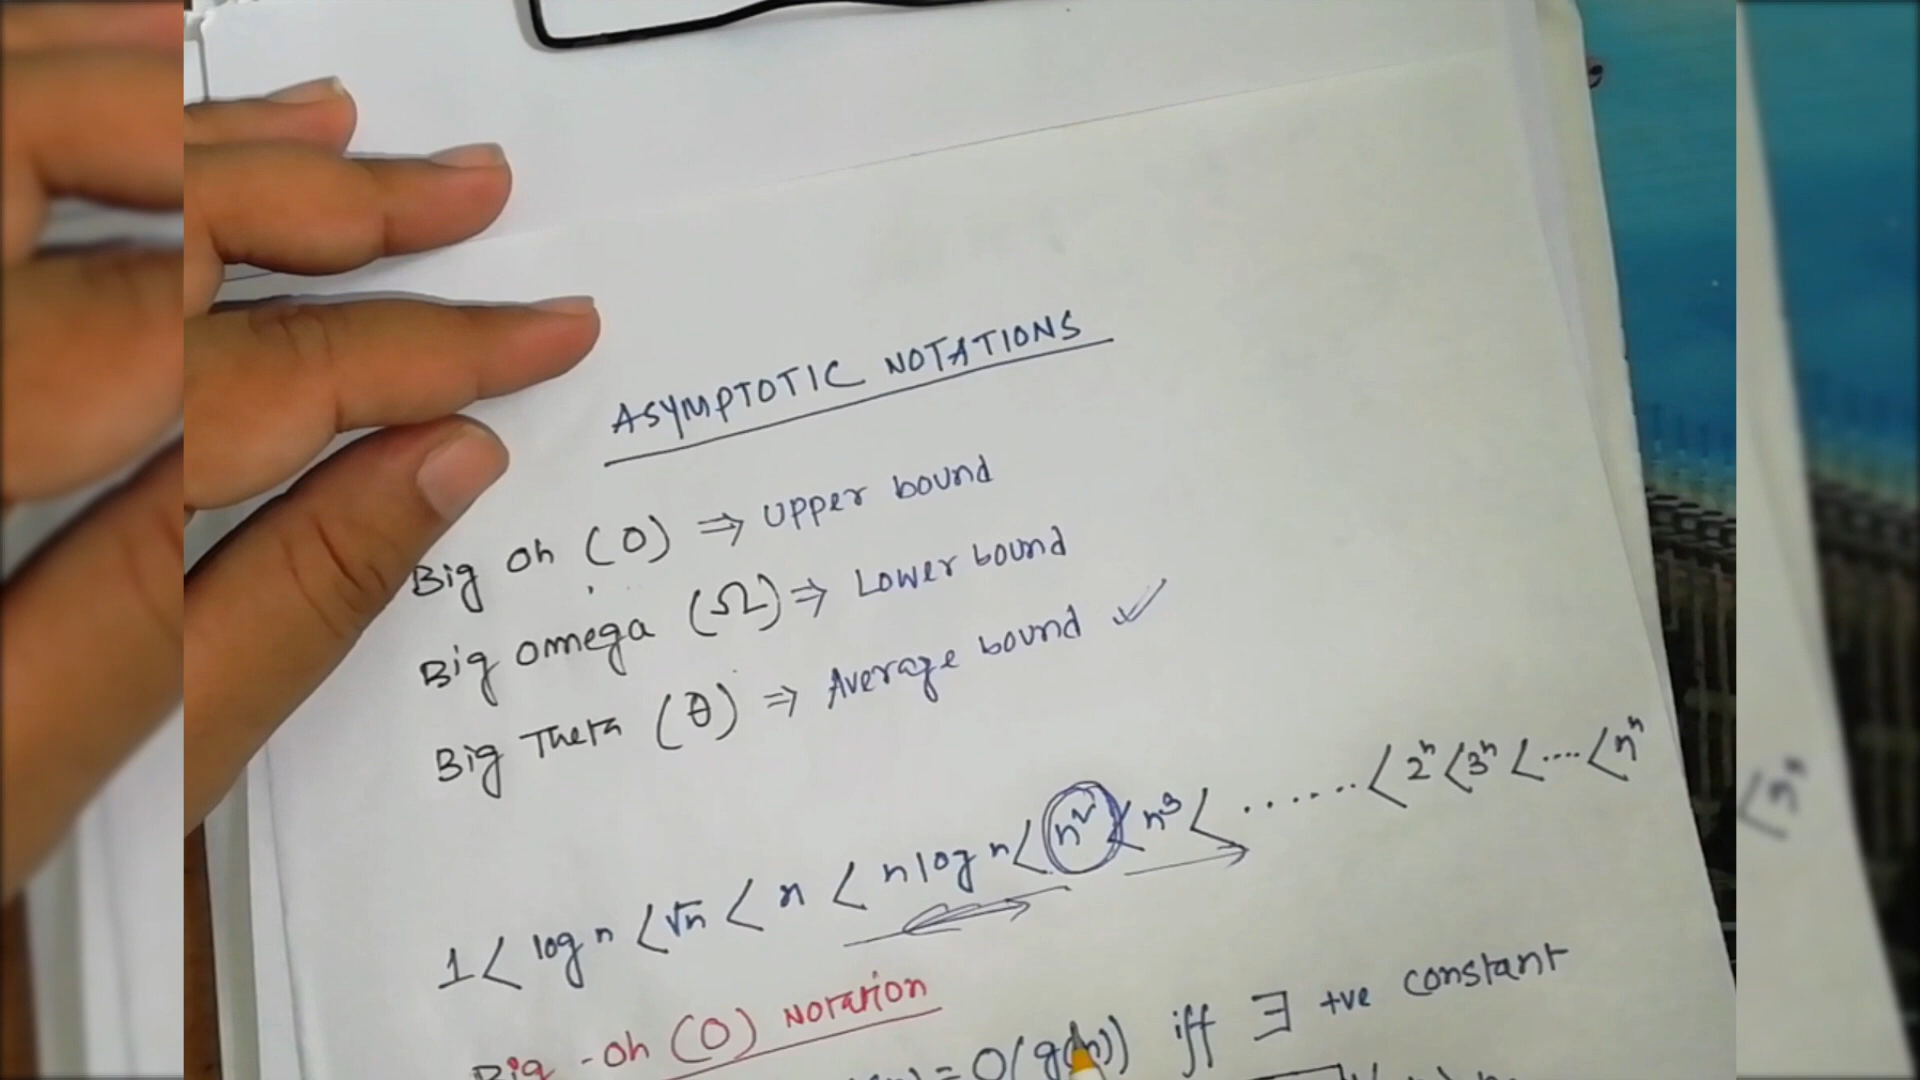 ASYMPTOTIC NOTATIONS
Big Oh (O) ⇒ Upper bound
Big omega (Ω) ⇒ Lower bound
Big Theta (θ) ⇒ Average bound ✓
1 < log n < √n < n < n log n < n² < n³ < ...... < 2ⁿ < 3ⁿ < .... < nⁿ
Big - Oh (O) Notation
= O(g(n)) iff ∃ +ve constant